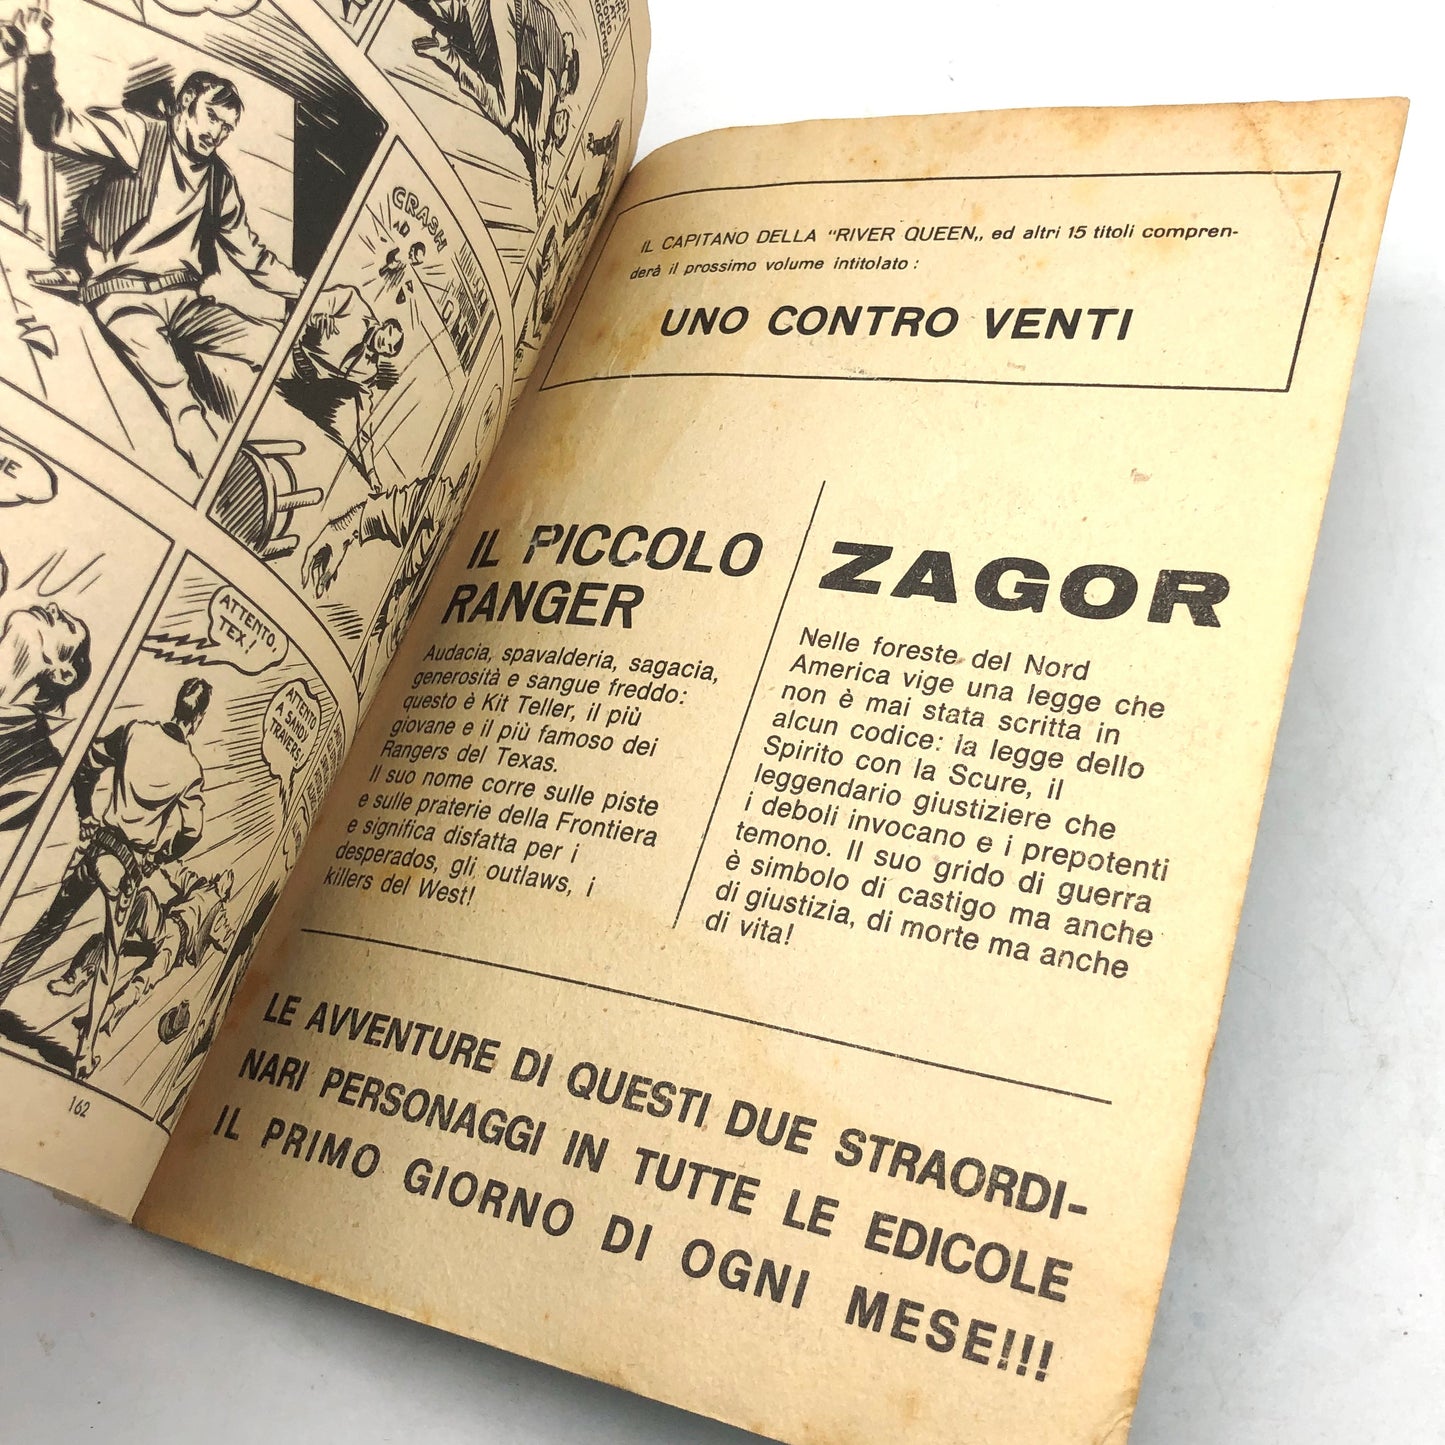 CRASH
ATTENTO,
TEX!
ATTENTO
A SANDY
TRAVERS!
162
IL CAPITANO DELLA "RIVER QUEEN„ ed altri 15 titoli compren-
derà il prossimo volume intitolato:
UNO CONTRO VENTI
IL PICCOLO
RANGER
Audacia, spavalderia, sagacia,
generosità e sangue freddo:
questo è Kit Teller, il più
giovane e il più famoso dei
Rangers del Texas.
Il suo nome corre sulle piste
e sulle praterie della Frontiera
e significa disfatta per i
desperados, gli outlaws, i
killers del West!
ZAGOR
Nelle foreste del Nord
America vige una legge che
non è mai stata scritta in
alcun codice: la legge dello
Spirito con la Scure, il
leggendario giustiziere che
i deboli invocano e i prepotenti
temono. Il suo grido di guerra
è simbolo di castigo ma anche
di giustizia, di morte ma anche
di vita!
LE AVVENTURE DI QUESTI DUE STRAORDI-
NARI PERSONAGGI IN TUTTE LE EDICOLE
IL PRIMO GIORNO DI OGNI MESE!!!